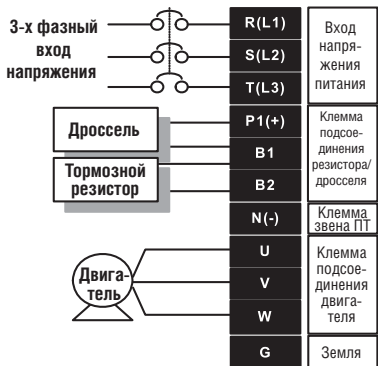 3-х фазный
вход
напряжения
Дроссель
Тормозной
резистор
Двига-
тель
R(L1)
S(L2)
T(L3)
P1(+)
B1
B2
N(-)
U
V
W
G
Вход
напря-
жения
питания
Клемма
подсое-
динения
резистора/
дросселя
Клемма
звена ПТ
Клемма
подсое-
динения
двига-
теля
Земля